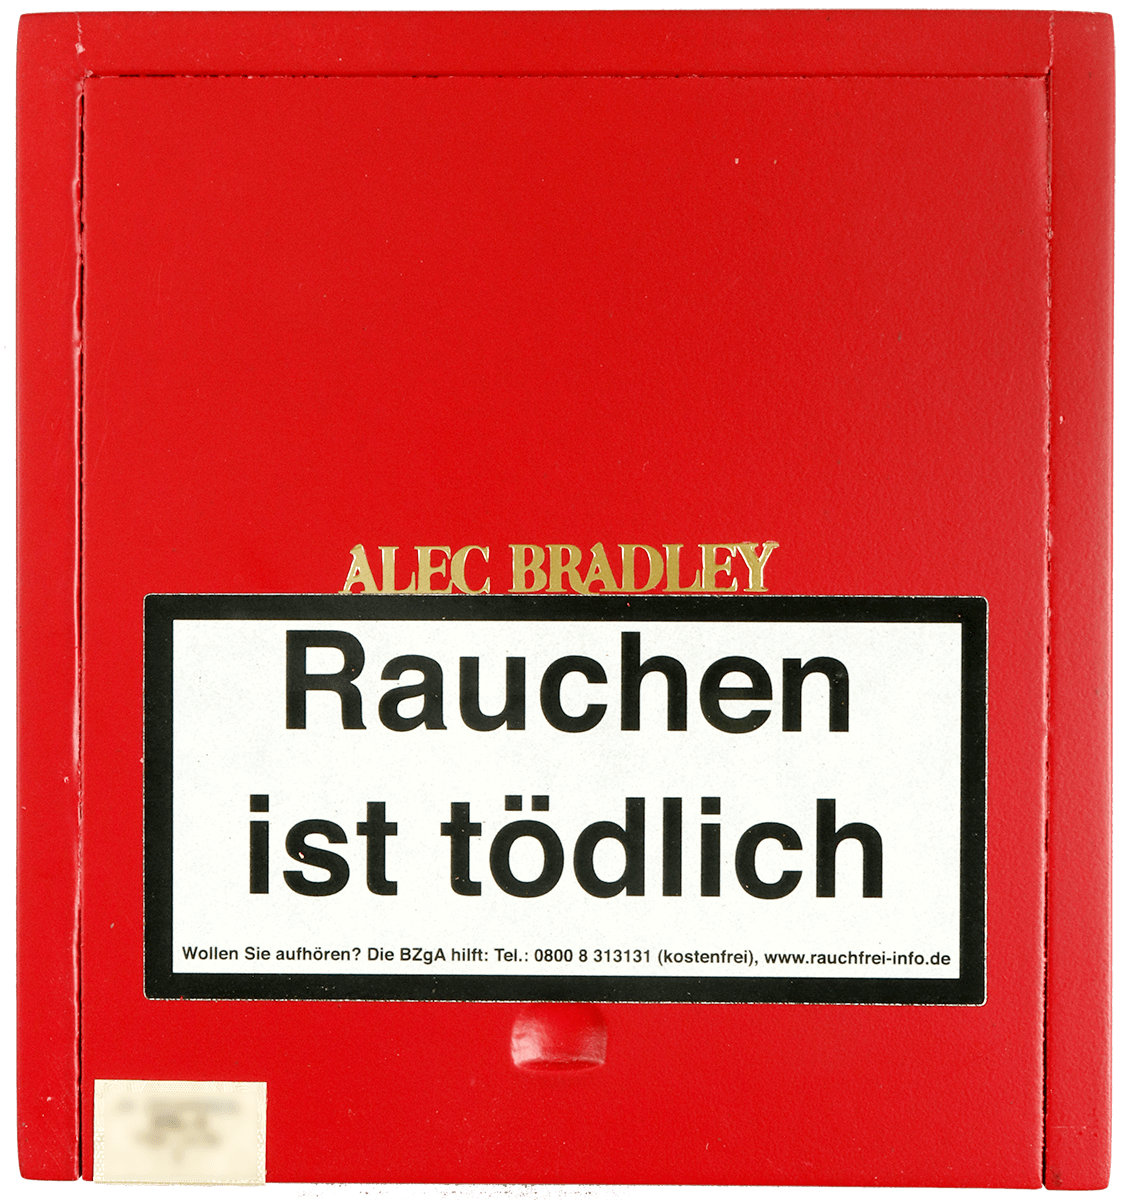 ALEC BRADLEY
Rauchen
ist tödlich
Wollen Sie aufhören? Die BZgA hilft: Tel.: 0800 8 313131 (kostenfrei), www.rauchfrei-info.de